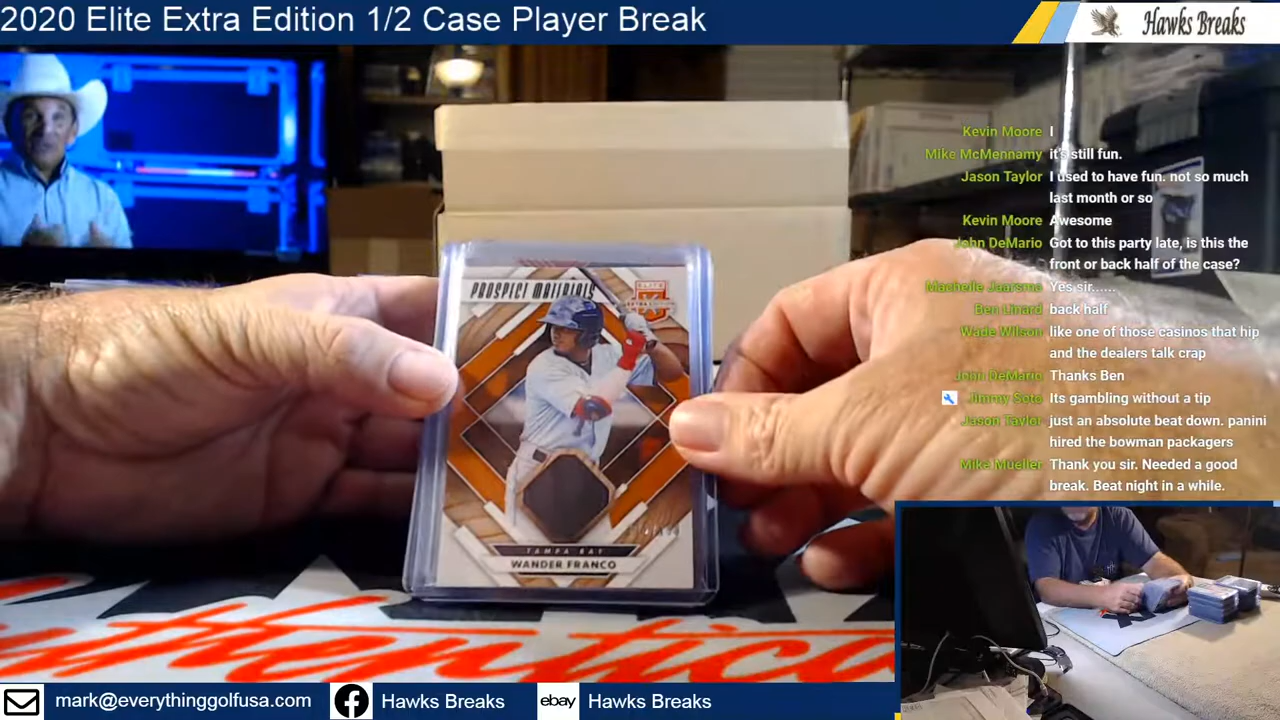 2020 Elite Extra Edition 1/2 Case Player Break
Hawks Breaks
Kevin Moore I
Mike McMennamy it's still fun.
Jason Taylor I used to have fun. not so much
last month or so
Kevin Moore Awesome
John DeMario Got to this party late, is this the
front or back half of the case?
Machelle Jaarsma Yes sir......
Ben Linard back half
Wade Wilson like one of those casinos that hip
and the dealers talk crap
John DeMario Thanks Ben
Jimmy Soto Its gambling without a tip
Jason Taylor just an absolute beat down. panini
hired the bowman packagers
Mike Mueller Thank you sir. Needed a good
break. Beat night in a while.
PROSPECT MATERIALS
ELITE
EXTRA EDITION
TAMPA BAY
WANDER FRANCO
mark@everythinggolfusa.com
Hawks Breaks
ebay
Hawks Breaks